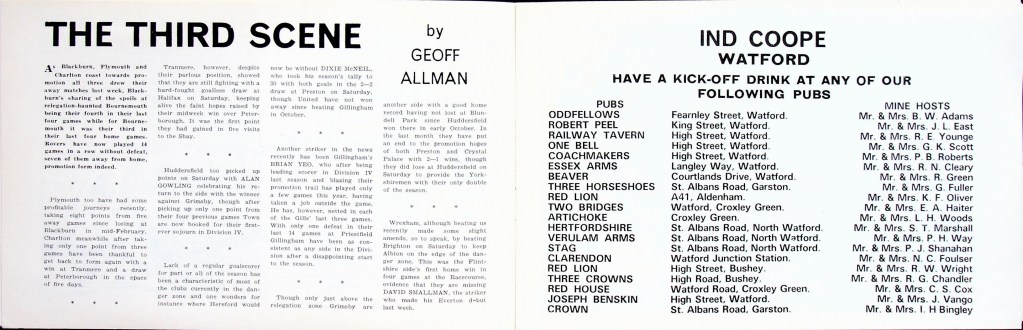 THE THIRD SCENE
by
GEOFF
ALLMAN
As Blackburn, Plymouth and
Charlton roast towards pro-
motion all three drew their
away matches last week, Black-
burn's sharing of the spoils at
relegation-haunted Bournemouth
being their fourth in their last
four games while for Bourne-
mouth it was their third in
their last four home games.
Rovers have now played 14
games in a row without defeat,
seven of them away from home,
promotion form indeed.
* * *
Plymouth too have had some
profitable journeys recently,
taking eight points from five
away games since losing at
Blackburn in mid-February.
Charlton meanwhile after tak-
ing only one point from three
games have been thankful to
get back to form again with a
win at Tranmere and a draw
at Peterborough in the space
of five days.
* * *
Tranmere, however, despite
their parlous position, showed
that they are still fighting with a
hard-fought goalless draw at
Halifax on Saturday, keeping
alive the faint hopes raised by
their midweek win over Peter-
borough. It was the first point
they had gained in five visits
to the Shay.
* * *
Huddersfield too picked up
points on Saturday with ALAN
GOWLING celebrating his re-
turn to the side with the winner
against Grimsby, though after
picking up only one point from
their four previous games Town
are now booked for their first-
ever sojourn in Division IV.
* * *
Lack of a regular goalscorer
for part or all of the season has
been a characteristic of most of
the clubs currently in the dan-
ger zone and one wonders for
instance where Hereford would
now be without DIXIE McNEIL,
who took his season's tally to
30 with both goals in the 2—2
draw at Preston on Saturday,
though United have not won
away since beating Gillingham
in October.
* * *
Another striker in the news
recently has been Gillingham's
BRIAN YEO, who after being
leading scorer in Division IV
last season and blazing their
promotion trail has played only
a few games this year, having
taken a job outside the game.
He has, however, netted in each
of the Gills' last three games.
With only one defeat in their
last 14 games at Priestfield
Gillingham have been as con-
sistent as any side in the Divis-
ion after a disappointing start
to the season.
* * *
Though only just above the
relegation zone Grimsby are
another side with a good home
record having not lost at Blun-
dell Park since Huddersfield
won there in early October. In
the last month they have put
an end to the promotion hopes
of both Preston and Crystal
Palace with 2—1 wins, though
they did lose at Huddersfield on
Saturday to provide the York-
shiremen with their only double
of the season.
* * *
Wrexham, although beating us
recently made some slight
amends, so to speak, by beating
Brighton on Saturday to keep
Albion on the edge of the dan-
ger zone. This was the Flint-
shire side's first home win in
four games at the Racecourse,
evidence that they are missing
DAVID SMALLMAN, the striker
who made his Everton debut
last week.
IND COOPE
WATFORD
HAVE A KICK-OFF DRINK AT ANY OF OUR
FOLLOWING PUBS
PUBS MINE HOSTS
ODDFELLOWS Fearnley Street, Watford. Mr. & Mrs. B. W. Adams
ROBERT PEEL King Street, Watford. Mr. & Mrs. J. L. East
RAILWAY TAVERN High Street, Watford. Mr. & Mrs. R. E. Younge
ONE BELL High Street, Watford. Mr. & Mrs. G. K. Scott
COACHMAKERS High Street, Watford. Mr. & Mrs. P. B. Roberts
ESSEX ARMS Langley Way, Watford. Mr. & Mrs. R. N. Cleary
BEAVER Courtlands Drive, Watford. Mr. & Mrs. R. Green
THREE HORSESHOES St. Albans Road, Garston. Mr. & Mrs. G. Fuller
RED LION A41, Aldenham. Mr. & Mrs. K. F. Oliver
TWO BRIDGES Watford, Croxley Green. Mr. & Mrs. E. A. Haiter
ARTICHOKE Croxley Green. Mr. & Mrs. L. H. Woods
HERTFORDSHIRE St. Albans Road, North Watford. Mr. & Mrs. S. T. Marshall
VERULAM ARMS St. Albans Road, North Watford. Mr. & Mrs. P. H. Way
STAG St. Albans Road, North Watford. Mr. & Mrs. P. J. Shanahan
CLARENDON Watford Junction Station. Mr. & Mrs. N. C. Foulser
RED LION High Street, Bushey. Mr. & Mrs. R. W. Wright
THREE CROWNS High Road, Bushey. Mr. & Mrs. R. G. Chandler
RED HOUSE Watford Road, Croxley Green. Mr. & Mrs. C. S. Cox
JOSEPH BENSKIN High Street, Watford. Mr. & Mrs. J. Vango
CROWN St. Albans Road, Garston. Mr. & Mrs. I. H Bingley